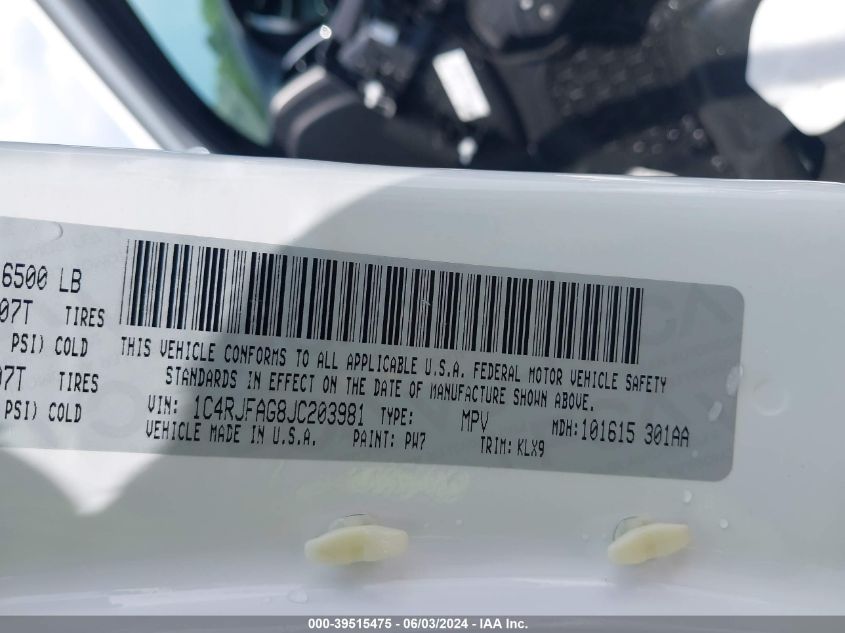 6500 LB
07T TIRES
PSI) COLD
07T TIRES
PSI) COLD
THIS VEHICLE CONFORMS TO ALL APPLICABLE U.S.A. FEDERAL MOTOR VEHICLE SAFETY
STANDARDS IN EFFECT ON THE DATE OF MANUFACTURE SHOWN ABOVE.
VIN: 1C4RJFAG8JC203981 TYPE: MPV MDH:101615 301AA
VEHICLE MADE IN U.S.A. PAINT: PW7 TRIM: KLX9
000-39515475 - 06/03/2024 - IAA Inc.